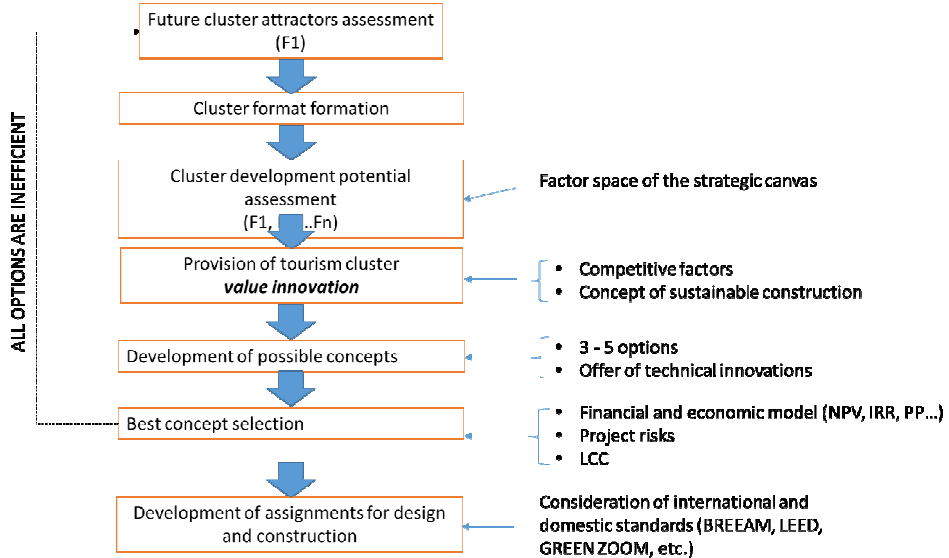 Future cluster attractors assessment
(F1)
Cluster format formation
Cluster development potential
assessment
(F1, ..Fn)
Factor space of the strategic canvas
Provision of tourism cluster
value innovation
• Competitive factors
• Concept of sustainable construction
Development of possible concepts
• 3 - 5 options
• Offer of technical innovations
Best concept selection
• Financial and economic model (NPV, IRR, PP...)
• Project risks
• LCC
Development of assignments for design
and construction
Consideration of international and
domestic standards (BREEAM, LEED,
GREEN ZOOM, etc.)
ALL OPTIONS ARE INEFICIENT